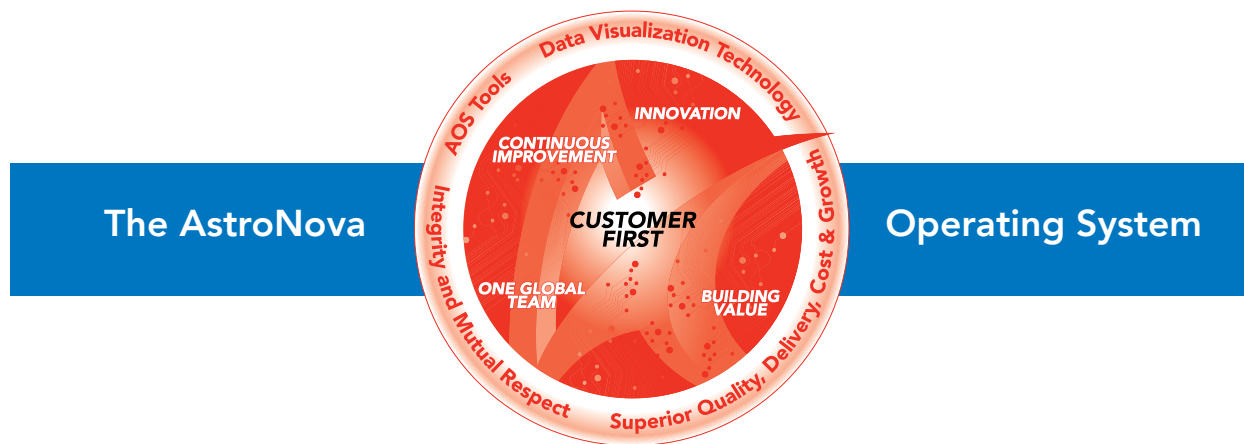 Data Visualization Technology
AOS Tools
INNOVATION
CONTINUOUS
IMPROVEMENT
The AstroNova
CUSTOMER
FIRST
Operating System
ONE GLOBAL
TEAM
BUILDING
VALUE
Integrity and Mutual Respect
Superior Quality, Delivery, Cost & Growth